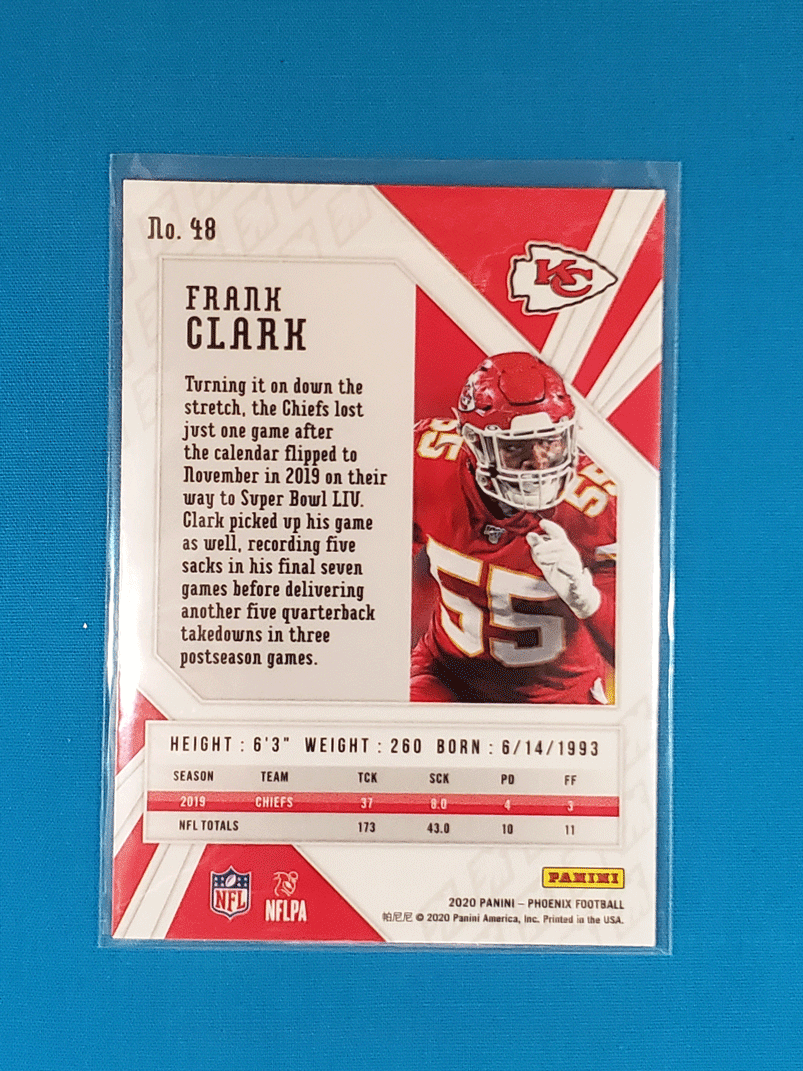 No. 48
KC
FRANK
CLARK
Turning it on down the
stretch, the Chiefs lost
just one game after
the calendar flipped to
November in 2019 on their
way to Super Bowl LIV.
Clark picked up his game
as well, recording five
sacks in his final seven
games before delivering
another five quarterback
takedowns in three
postseason games.
55
55
55
HEIGHT : 6'3" WEIGHT : 260 BORN : 6/14/1993
SEASON TEAM TCK SCK PD FF
2019 CHIEFS 37 8.0 4 3
NFL TOTALS 173 43.0 10 11
PANINI
NFL
NFLPA
2020 PANINI – PHOENIX FOOTBALL
帕尼尼 © 2020 Panini America, Inc. Printed in the USA.